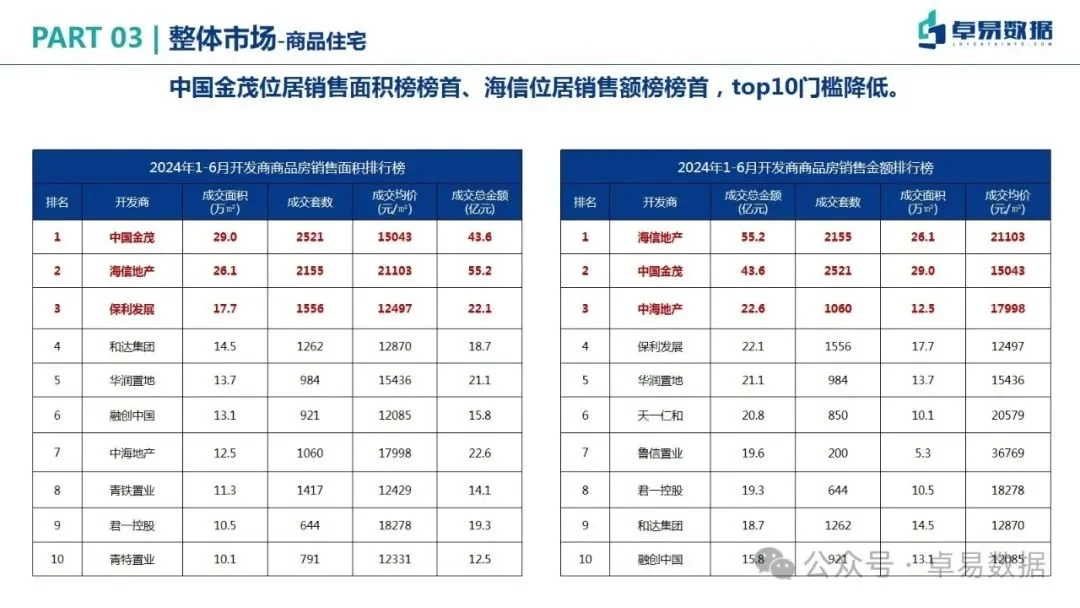 PART 03 | 整体市场-商品住宅
卓易数据
中国金茂位居销售面积榜榜首、海信位居销售额榜榜首，top10门槛降低。
2024年1-6月开发商商品房销售面积排行榜
排名 开发商 成交面积(万㎡) 成交套数 成交均价(元/㎡) 成交总金额(亿元)
1 中国金茂 29.0 2521 15043 43.6
2 海信地产 26.1 2155 21103 55.2
3 保利发展 17.7 1556 12497 22.1
4 和达集团 14.5 1262 12870 18.7
5 华润置地 13.7 984 15436 21.1
6 融创中国 13.1 921 12085 15.8
7 中海地产 12.5 1060 17998 22.6
8 青铁置业 11.3 1417 12429 14.1
9 君一控股 10.5 644 18278 19.3
10 青特置业 10.1 791 12331 12.5
2024年1-6月开发商商品房销售金额排行榜
排名 开发商 成交总金额(亿元) 成交套数 成交面积(万㎡) 成交均价(元/㎡)
1 海信地产 55.2 2155 26.1 21103
2 中国金茂 43.6 2521 29.0 15043
3 中海地产 22.6 1060 12.5 17998
4 保利发展 22.1 1556 17.7 12497
5 华润置地 21.1 984 13.7 15436
6 天一仁和 20.8 850 10.1 20579
7 鲁信置业 19.6 200 5.3 36769
8 君一控股 19.3 644 10.5 18278
9 和达集团 18.7 1262 14.5 12870
10 融创中国 15.8 921 13.1 12085
公众号·卓易数据